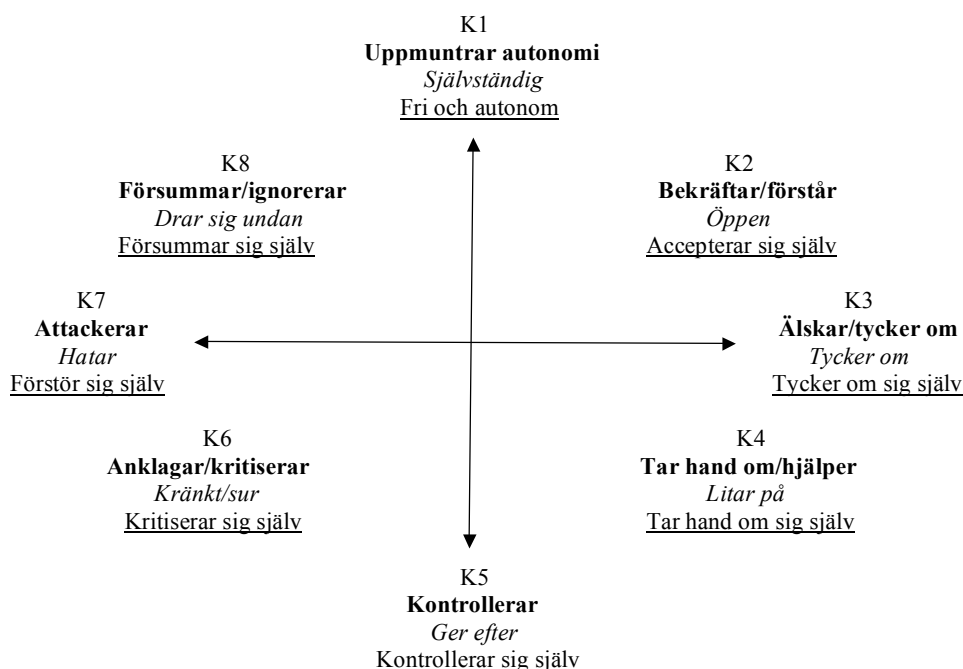 K1
Uppmuntrar autonomi
Självständig
Fri och autonom
K8
Försummar/ignorerar
Drar sig undan
Försummar sig själv
K2
Bekräftar/förstår
Öppen
Accepterar sig själv
K7
Attackerar
Hatar
Förstör sig själv
K3
Älskar/tycker om
Tycker om
Tycker om sig själv
K6
Anklagar/kritiserar
Kränkt/sur
Kritiserar sig själv
K4
Tar hand om/hjälper
Litar på
Tar hand om sig själv
K5
Kontrollerar
Ger efter
Kontrollerar sig själv